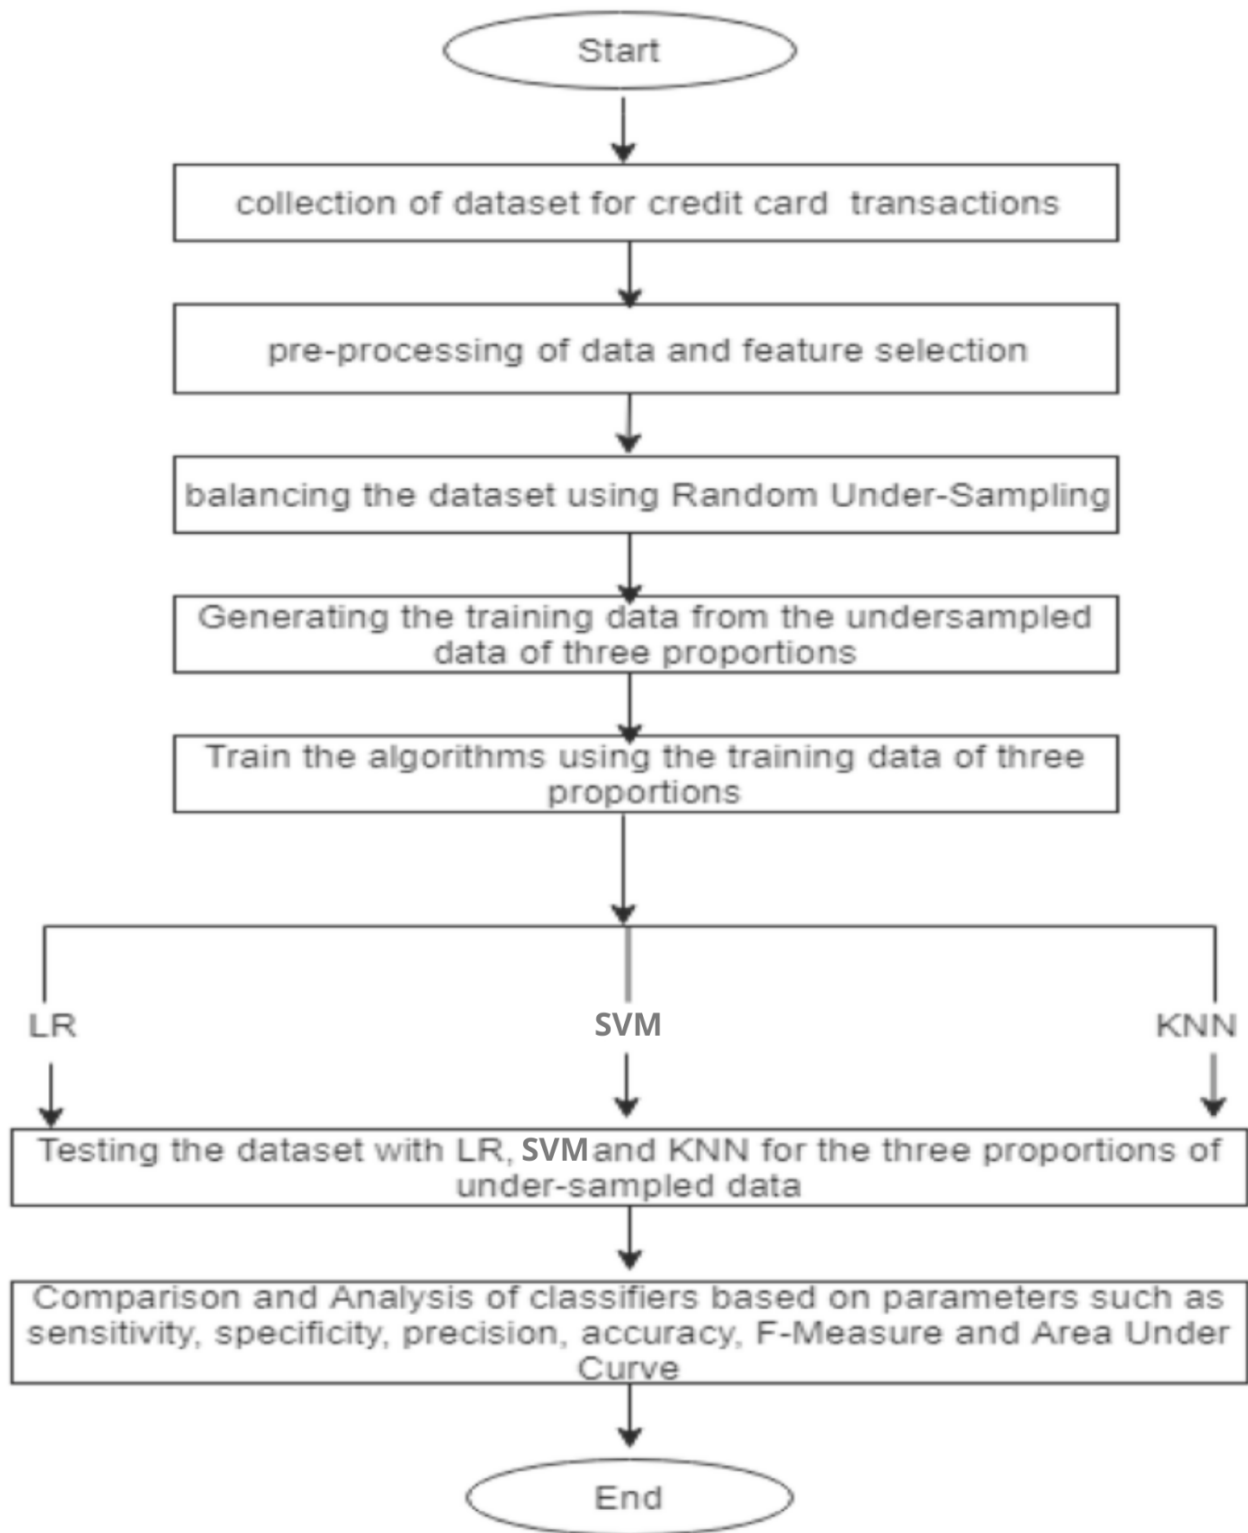 Start
collection of dataset for credit card transactions
pre-processing of data and feature selection
balancing the dataset using Random Under-Sampling
Generating the training data from the undersampled
data of three proportions
Train the algorithms using the training data of three
proportions
LR SVM KNN
Testing the dataset with LR, SVM and KNN for the three proportions of
under-sampled data
Comparison and Analysis of classifiers based on parameters such as
sensitivity, specificity, precision, accuracy, F-Measure and Area Under
Curve
End